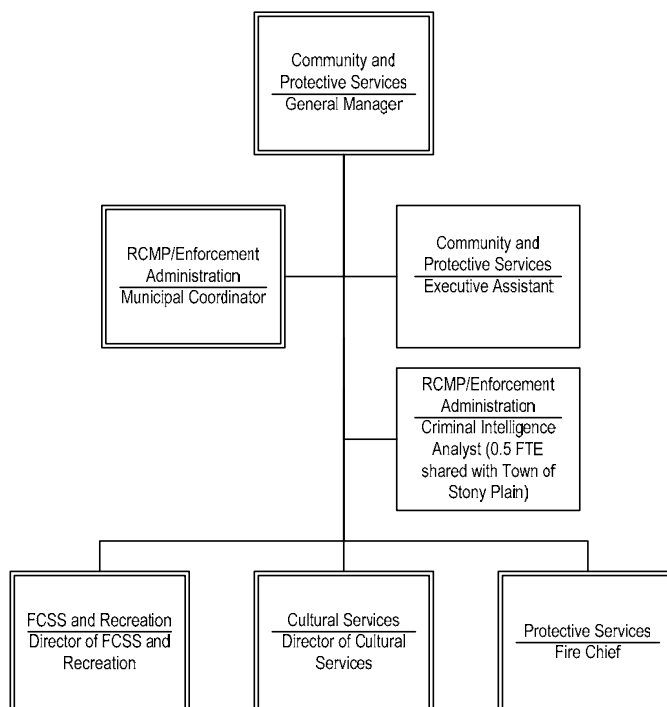 Community and
Protective Services
General Manager
RCMP/Enforcement
Administration
Municipal Coordinator
Community and
Protective Services
Executive Assistant
RCMP/Enforcement
Administration
Criminal Intelligence
Analyst (0.5 FTE
shared with Town of
Stony Plain)
FCSS and Recreation
Director of FCSS and
Recreation
Cultural Services
Director of Cultural
Services
Protective Services
Fire Chief